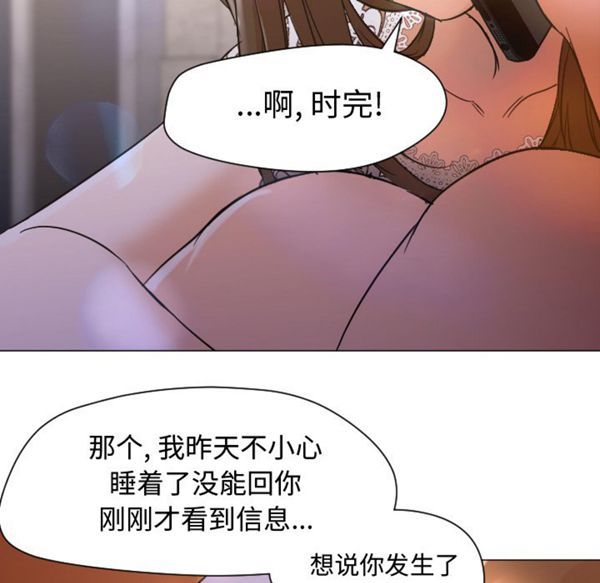 ...啊, 时完!
那个, 我昨天不小心
睡着了没能回你
刚刚才看到信息...
想说你发生了